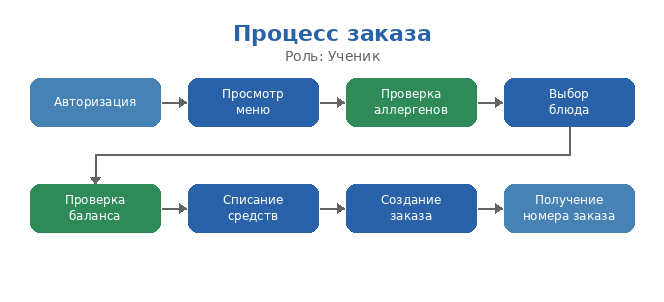 Процесс заказа
Роль: Ученик
Авторизация
Просмотр
меню
Проверка
аллергенов
Выбор
блюда
Проверка
баланса
Списание
средств
Создание
заказа
Получение
номера заказа